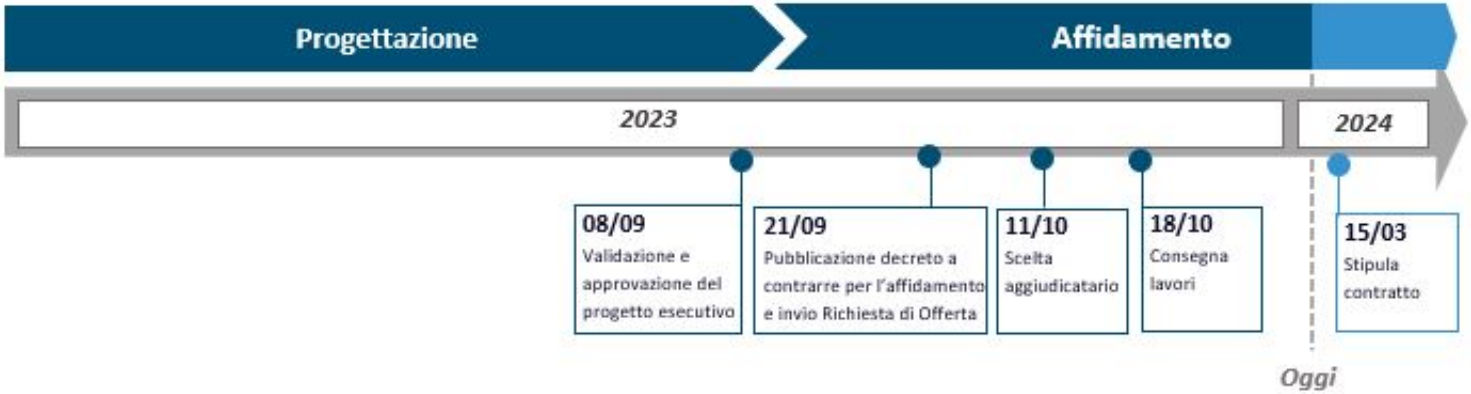 Progettazione
Affidamento
2023
2024
08/09
Validazione e
approvazione del
progetto esecutivo
21/09
Pubblicazione decreto a
contrarre per l'affidamento
e invio Richiesta di Offerta
11/10
Scelta
aggiudicatario
18/10
Consegna
lavori
15/03
Stipula
contratto
Oggi